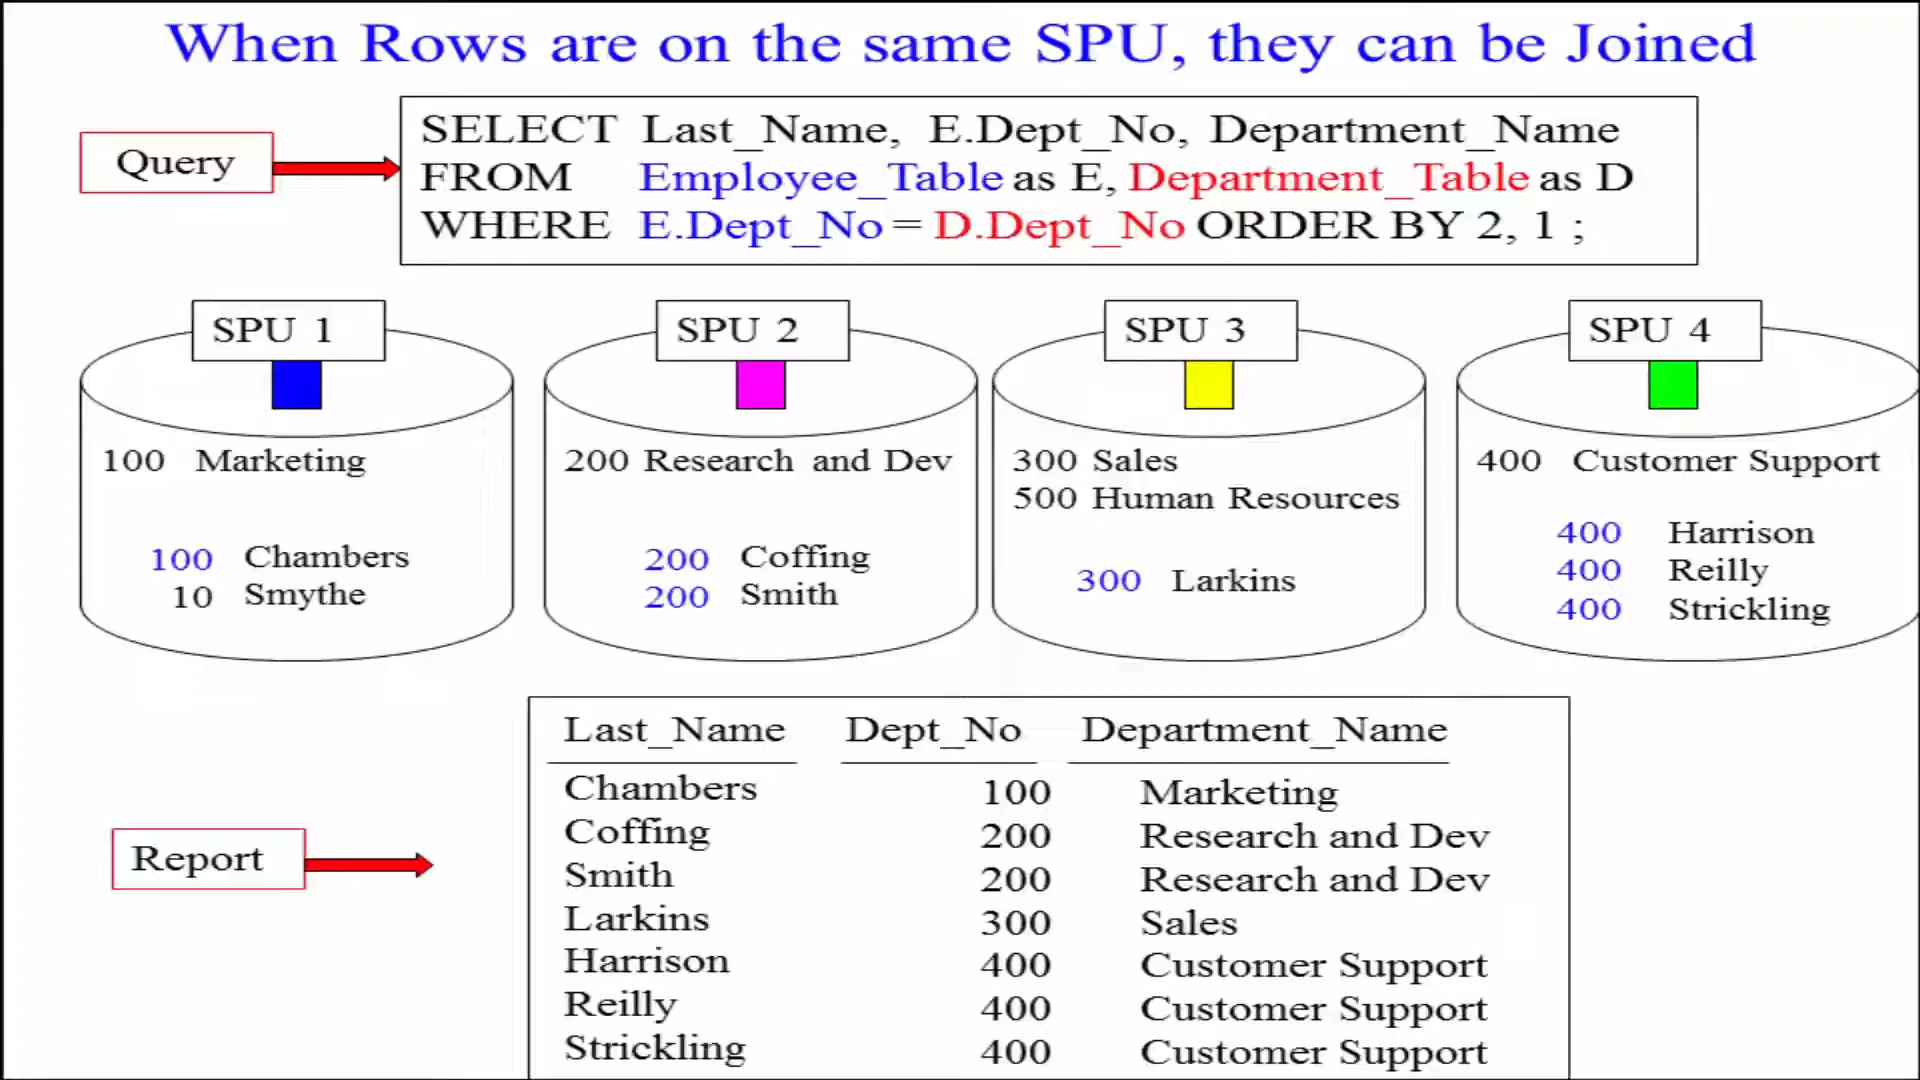 When Rows are on the same SPU, they can be Joined
Query
SELECT Last_Name, E.Dept_No, Department_Name
FROM Employee_Table as E, Department_Table as D
WHERE E.Dept_No = D.Dept_No ORDER BY 2, 1 ;
SPU 1
100 Marketing
100 Chambers
10 Smythe
SPU 2
200 Research and Dev
200 Coffing
200 Smith
SPU 3
300 Sales
500 Human Resources
300 Larkins
SPU 4
400 Customer Support
400 Harrison
400 Reilly
400 Strickling
Report
Last_Name Dept_No Department_Name
Chambers 100 Marketing
Coffing 200 Research and Dev
Smith 200 Research and Dev
Larkins 300 Sales
Harrison 400 Customer Support
Reilly 400 Customer Support
Strickling 400 Customer Support